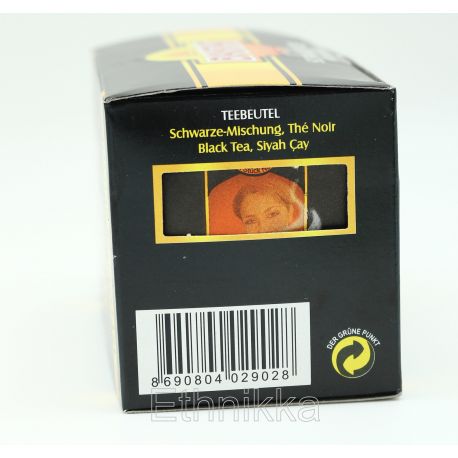 TEEBEUTEL
Schwarze-Mischung, Thé Noir
Black Tea, Siyah Çay
DER GRÜNE PUNKT
8 690804 029028
Ethnikka